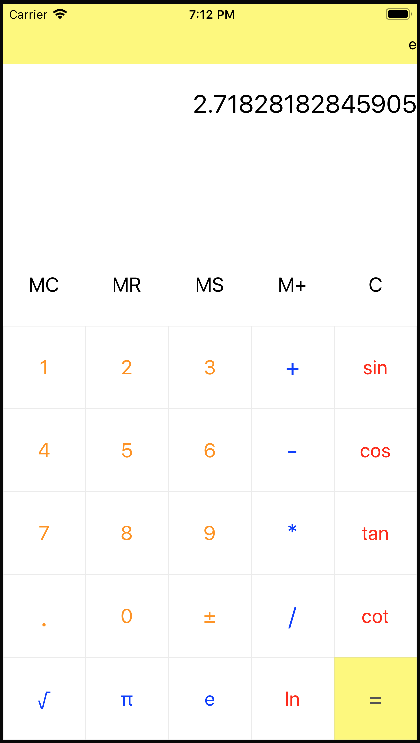 Carrier 7:12 PM
e
2.71828182845905
MC MR MS M+ C
1 2 3 + sin
4 5 6 - cos
7 8 9 * tan
. 0 ± / cot
√ π e ln =